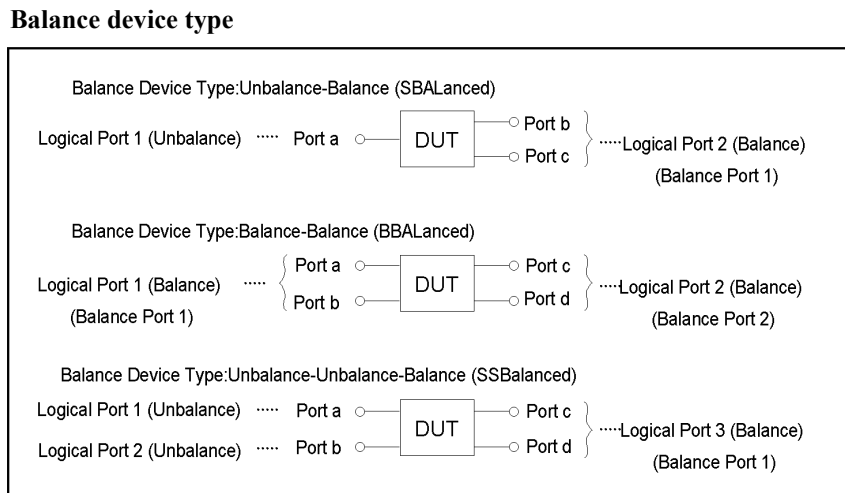 Balance device type
Balance Device Type:Unbalance-Balance (SBALanced)
Logical Port 1 (Unbalance) ····· Port a DUT Port b
Port c
·····Logical Port 2 (Balance)
(Balance Port 1)
Balance Device Type:Balance-Balance (BBALanced)
Logical Port 1 (Balance) ·····
(Balance Port 1)
Port a
Port b
DUT
Port c
Port d
·····Logical Port 2 (Balance)
(Balance Port 2)
Balance Device Type:Unbalance-Unbalance-Balance (SSBalanced)
Logical Port 1 (Unbalance) ····· Port a
Logical Port 2 (Unbalance) ····· Port b
DUT
Port c
Port d
·····Logical Port 3 (Balance)
(Balance Port 1)